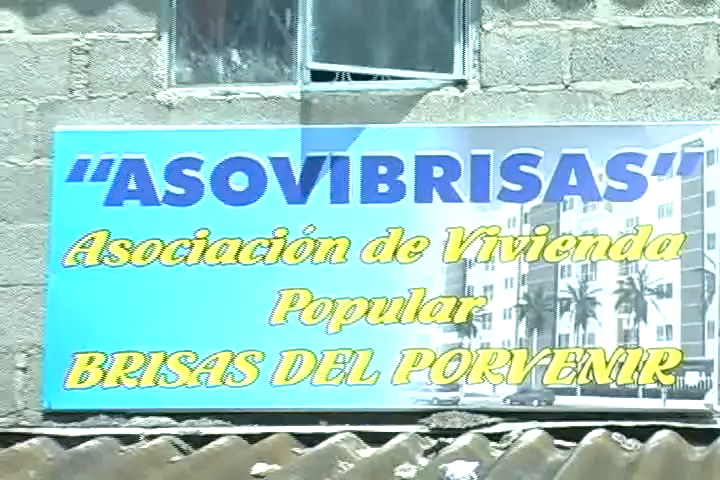 "ASOVIBRISAS"
Asociación de Vivienda
Popular
BRISAS DEL PORVENIR